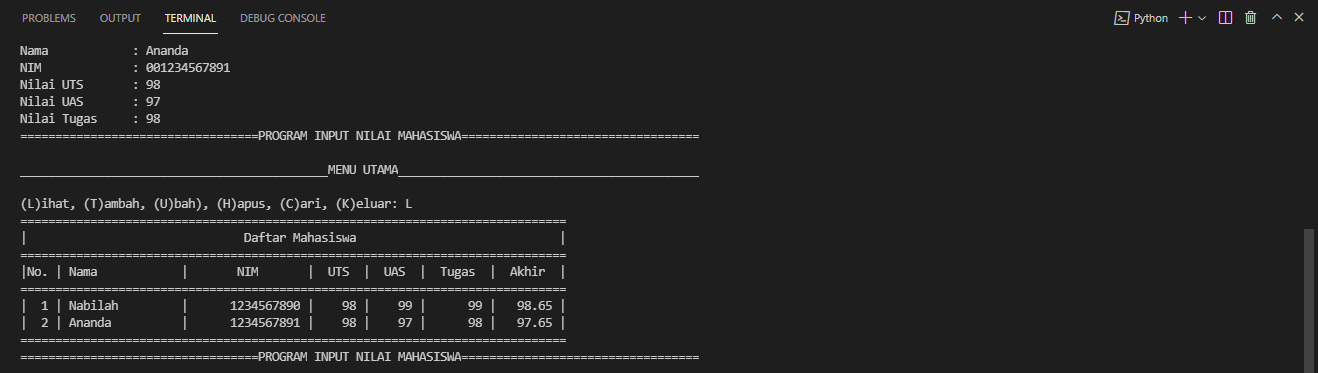 PROBLEMS OUTPUT TERMINAL DEBUG CONSOLE Python
Nama : Ananda
NIM : 001234567891
Nilai UTS : 98
Nilai UAS : 97
Nilai Tugas : 98
==================================PROGRAM INPUT NILAI MAHASISWA==================================
____________________________________________MENU UTAMA___________________________________________
(L)ihat, (T)ambah, (U)bah), (H)apus, (C)ari, (K)eluar: L
==============================================================================
| Daftar Mahasiswa |
==============================================================================
|No. | Nama | NIM | UTS | UAS | Tugas | Akhir |
==============================================================================
| 1 | Nabilah | 1234567890 | 98 | 99 | 99 | 98.65 |
| 2 | Ananda | 1234567891 | 98 | 97 | 98 | 97.65 |
==============================================================================
==================================PROGRAM INPUT NILAI MAHASISWA==================================